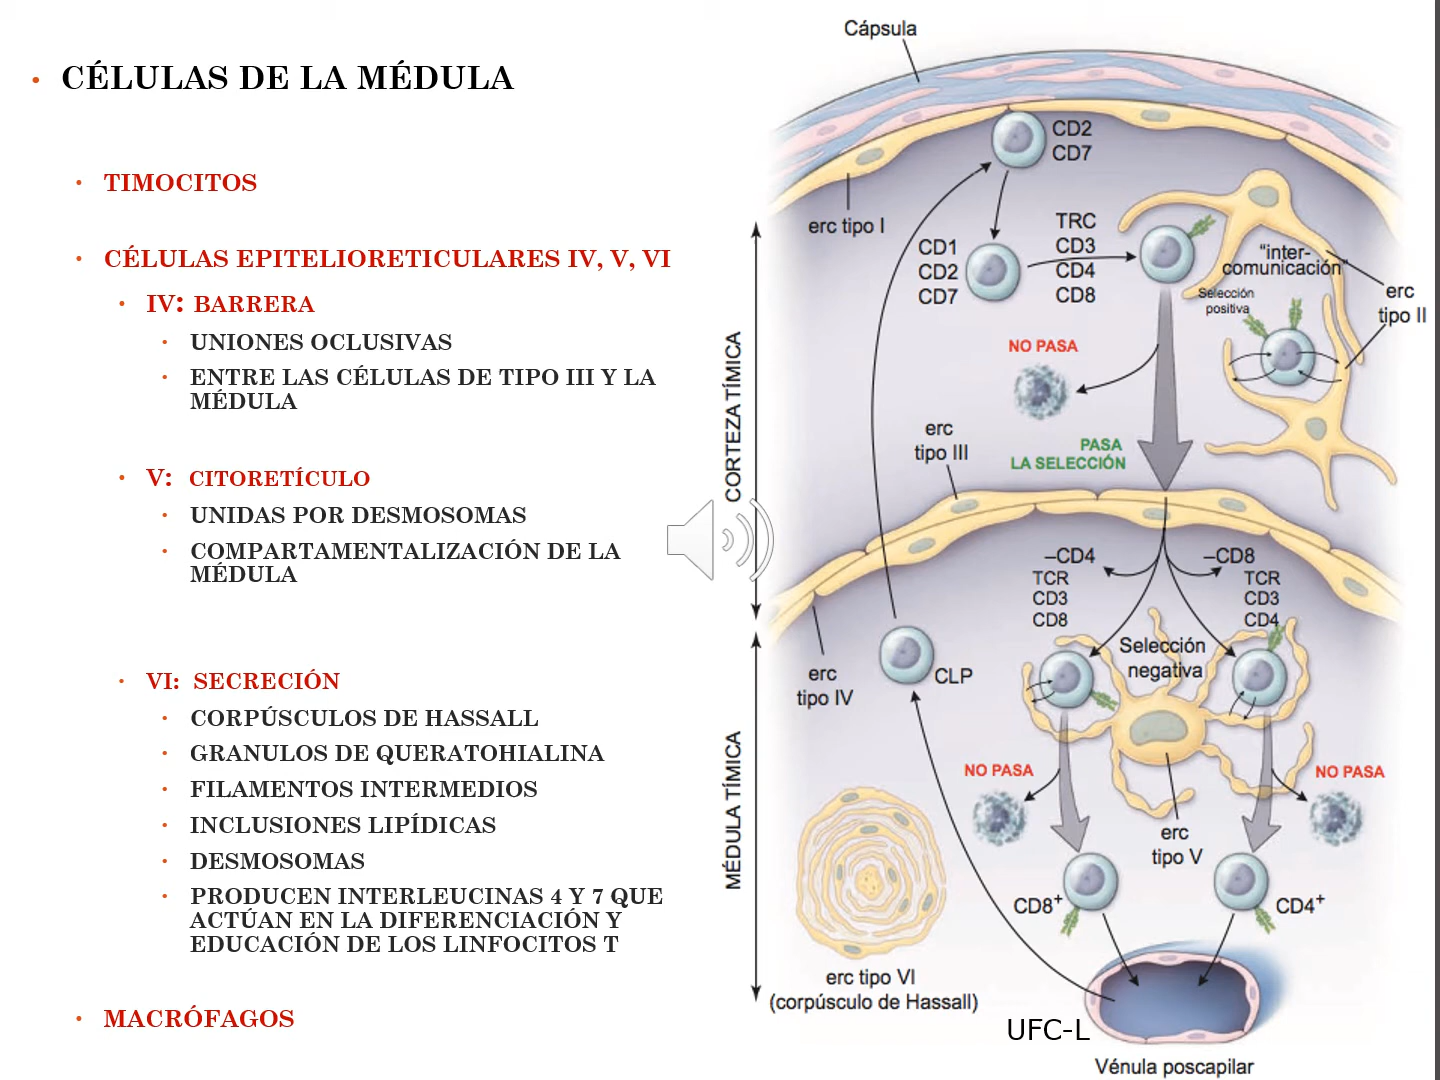 CÉLULAS DE LA MÉDULA
TIMOCITOS
CÉLULAS EPITELIORETICULARES IV, V, VI
IV: BARRERA
UNIONES OCLUSIVAS
ENTRE LAS CÉLULAS DE TIPO III Y LA
MÉDULA
V: CITORETÍCULO
UNIDAS POR DESMOSOMAS
COMPARTAMENTALIZACIÓN DE LA
MÉDULA
VI: SECRECIÓN
CORPÚSCULOS DE HASSALL
GRANULOS DE QUERATOHIALINA
FILAMENTOS INTERMEDIOS
INCLUSIONES LIPÍDICAS
DESMOSOMAS
PRODUCEN INTERLEUCINAS 4 Y 7 QUE
ACTÚAN EN LA DIFERENCIACIÓN Y
EDUCACIÓN DE LOS LINFOCITOS T
MACRÓFAGOS
Cápsula
CD2
CD7
erc tipo I
CD1
CD2
CD7
TRC
CD3
CD4
CD8
"inter-
comunicación"
Selección
positiva
erc
tipo II
NO PASA
CORTEZA TÍMICA
erc
tipo III
PASA
LA SELECCIÓN
–CD4
TCR
CD3
CD8
–CD8
TCR
CD3
CD4
Selección
negativa
erc
tipo IV
CLP
MÉDULA TÍMICA
NO PASA
NO PASA
erc
tipo V
CD8+
CD4+
erc tipo VI
(corpúsculo de Hassall)
UFC-L
Vénula poscapilar